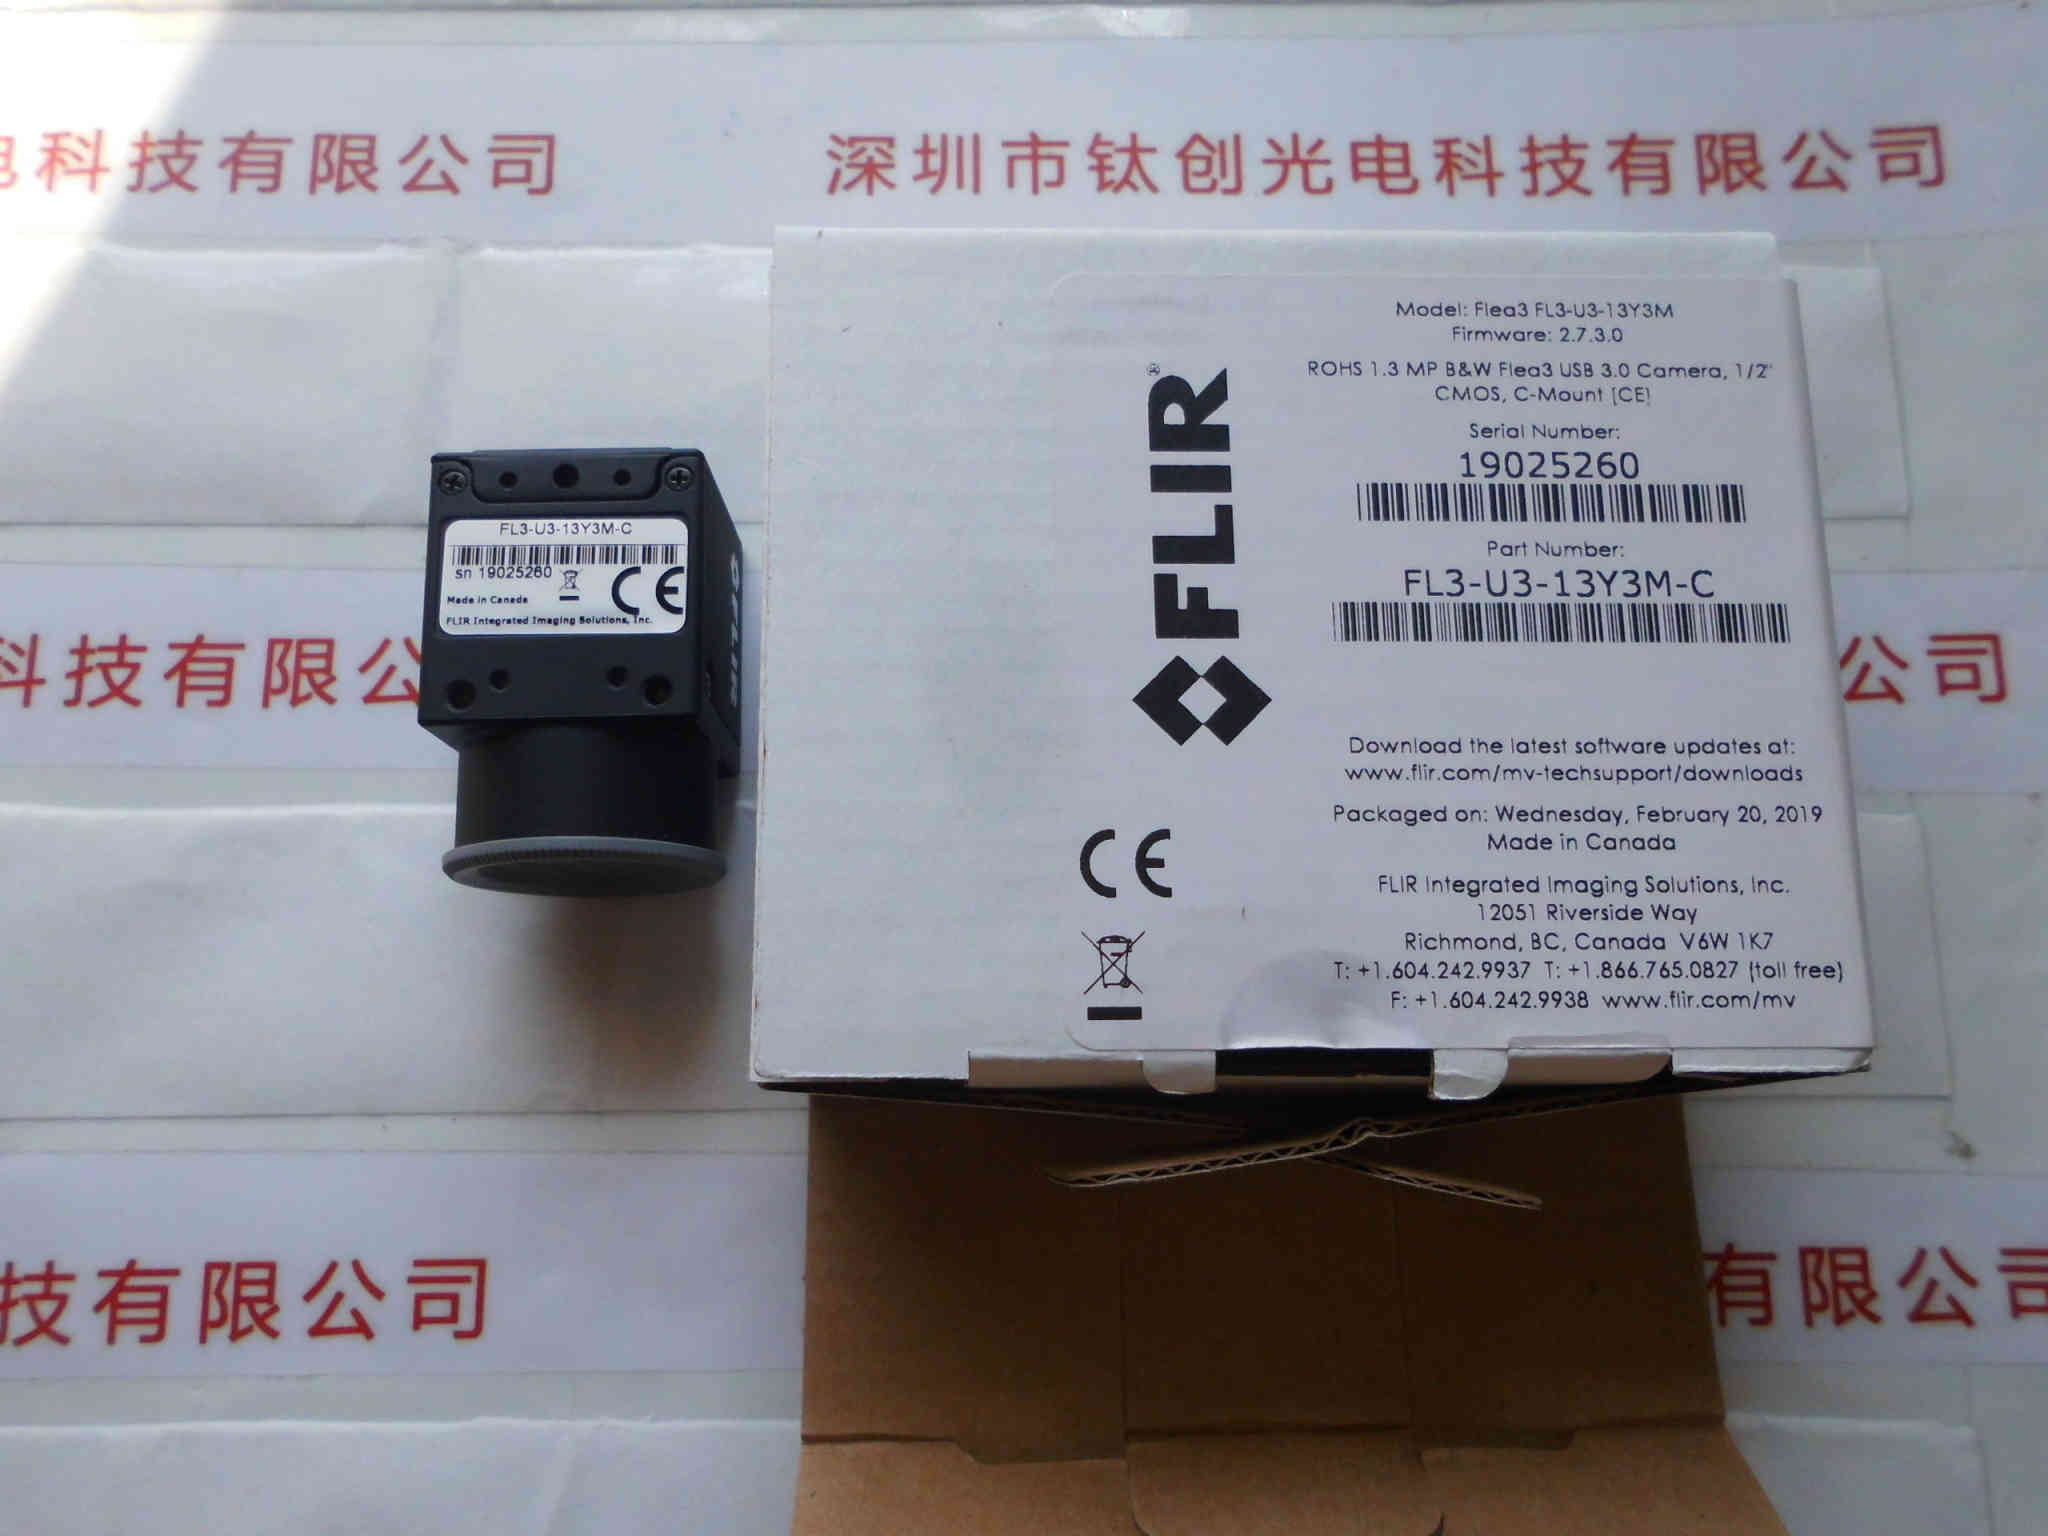 电科技有限公司
深圳市钛创光电科技有限公司
科技有限公
公司
技有限公司
有限公司
FL3-U3-13Y3M-C
sn 19025260
CE
Made in Canada
FLIR Integrated Imaging Solutions, Inc.
FLIR
FLIR®
CE
Model: Flea3 FL3-U3-13Y3M
Firmware: 2.7.3.0
ROHS 1.3 MP B&W Flea3 USB 3.0 Camera, 1/2"
CMOS, C-Mount [CE]
Serial Number:
19025260
Part Number:
FL3-U3-13Y3M-C
Download the latest software updates at:
www.flir.com/mv-techsupport/downloads
Packaged on: Wednesday, February 20, 2019
Made in Canada
FLIR Integrated Imaging Solutions, Inc.
12051 Riverside Way
Richmond, BC, Canada V6W 1K7
T: +1.604.242.9937 T: +1.866.765.0827 (toll free)
F: +1.604.242.9938 www.flir.com/mv